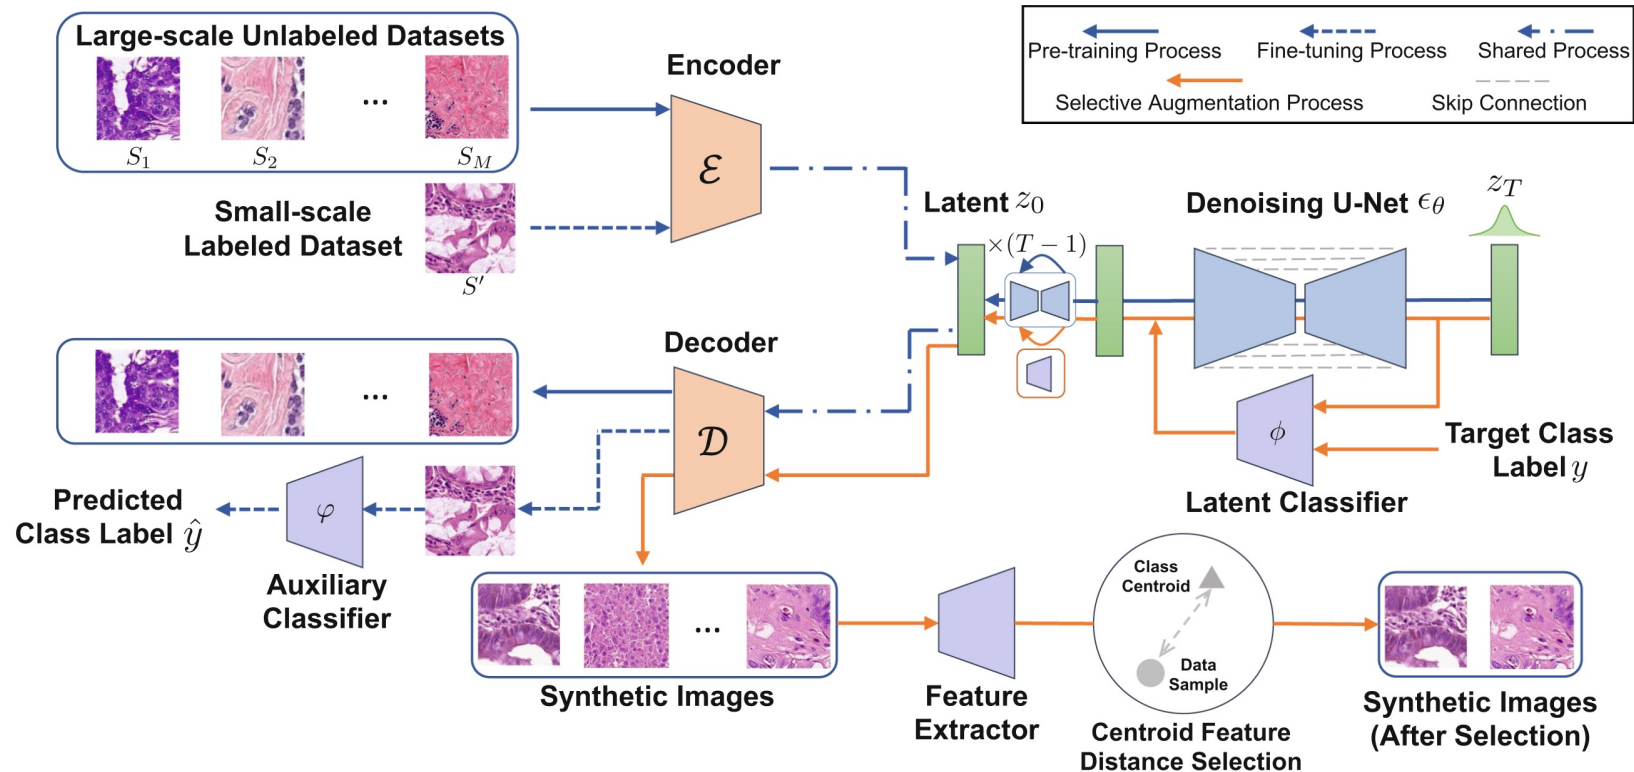 Large-scale Unlabeled Datasets
...
S1
S2
SM
Small-scale
Labeled Dataset
S'
Encoder
ℰ
Pre-training Process
Fine-tuning Process
Shared Process
Selective Augmentation Process
Skip Connection
Latent z0
×(T − 1)
Denoising U-Net ϵθ
zT
Decoder
𝒟
...
ϕ
Target Class
Label y
Latent Classifier
Predicted
Class Label ŷ
φ
Auxiliary
Classifier
...
Synthetic Images
Feature
Extractor
Class
Centroid
Data
Sample
Centroid Feature
Distance Selection
Synthetic Images
(After Selection)